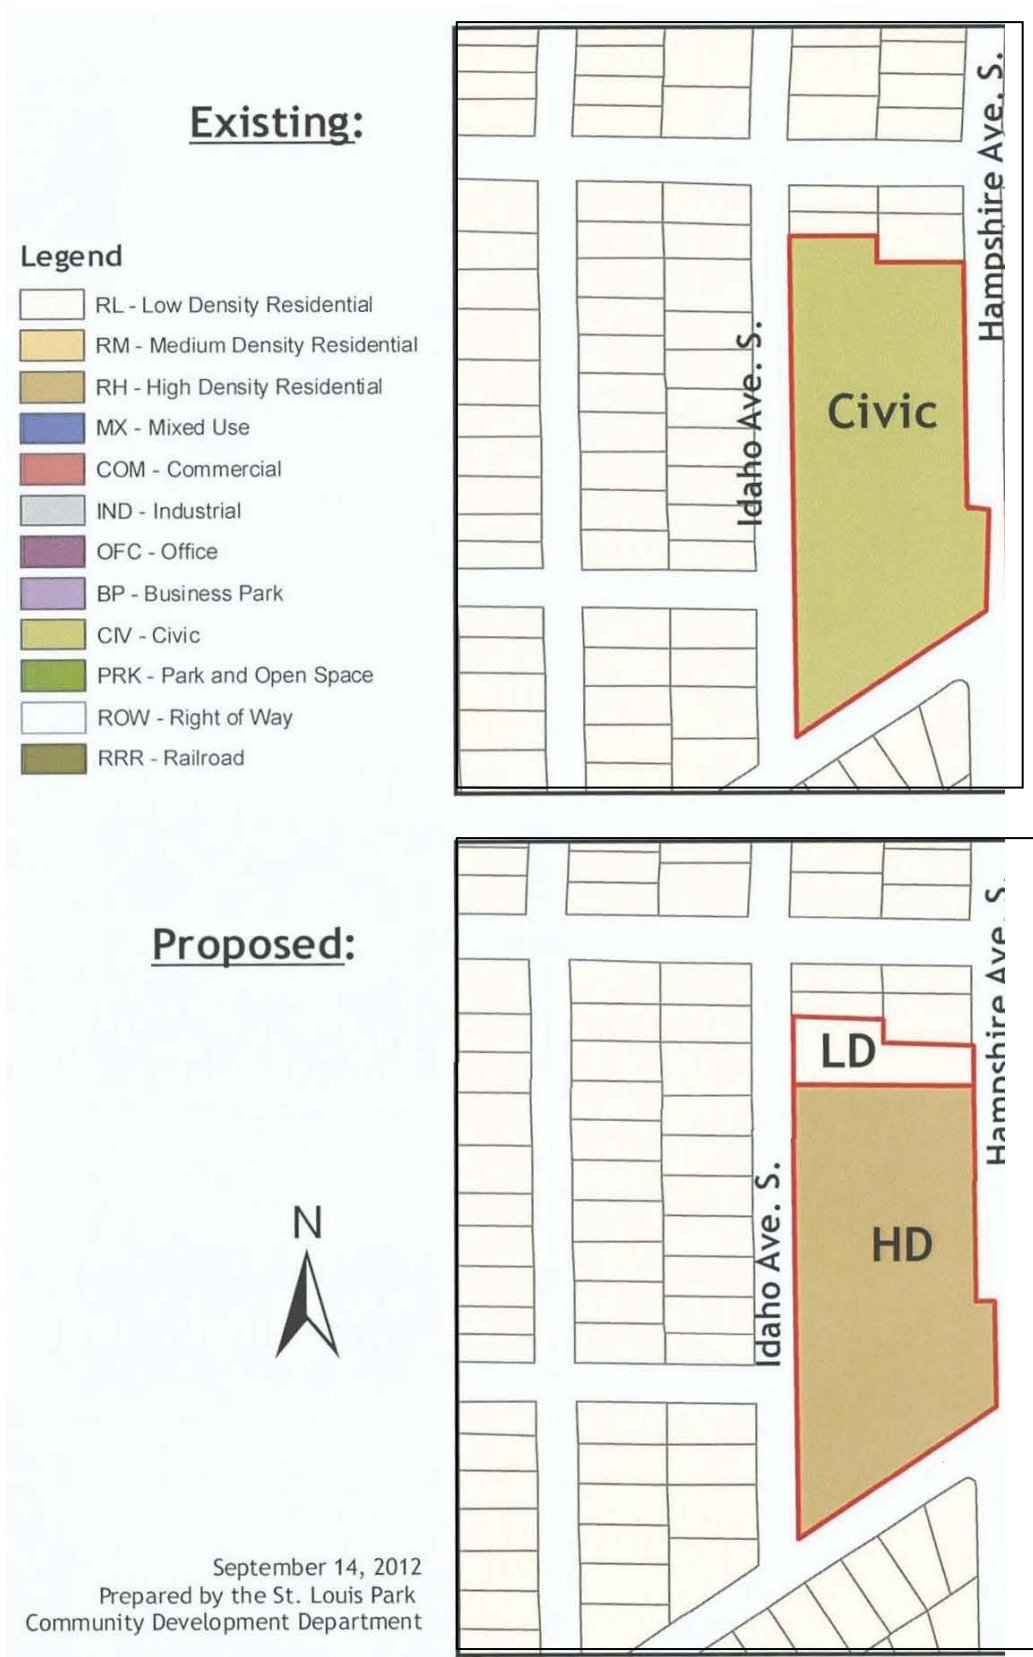 Existing:
Legend
RL - Low Density Residential
RM - Medium Density Residential
RH - High Density Residential
MX - Mixed Use
COM - Commercial
IND - Industrial
OFC - Office
BP - Business Park
CIV - Civic
PRK - Park and Open Space
ROW - Right of Way
RRR - Railroad
Hampshire Ave. S.
Idaho Ave. S.
Civic
Proposed:
Hampshire Ave. S.
LD
HD
Idaho Ave. S.
N
September 14, 2012
Prepared by the St. Louis Park
Community Development Department